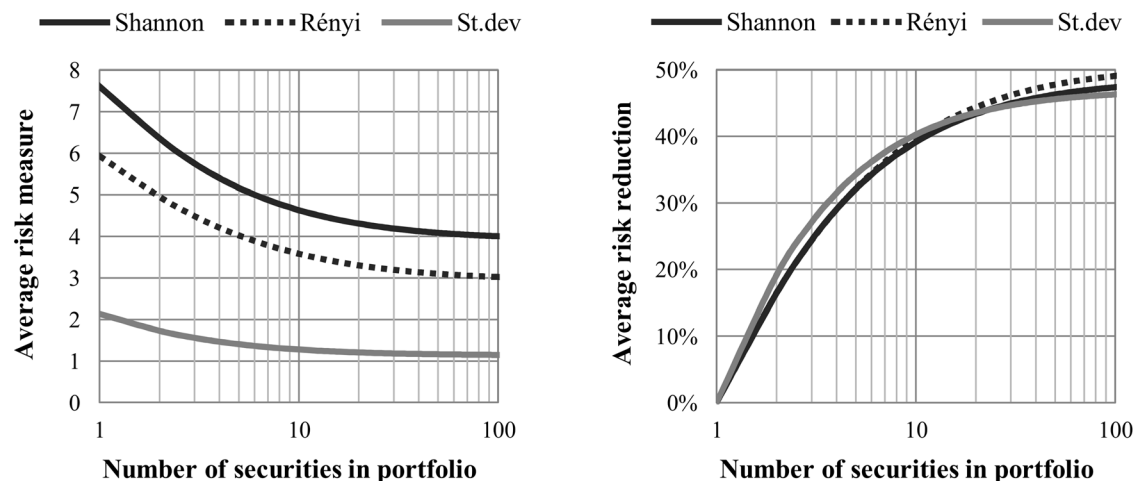 Shannon Rényi St.dev
Average risk measure
8
7
6
5
4
3
2
1
0
1 10 100
Number of securities in portfolio
Shannon Rényi St.dev
Average risk reduction
50%
40%
30%
20%
10%
0%
1 10 100
Number of securities in portfolio